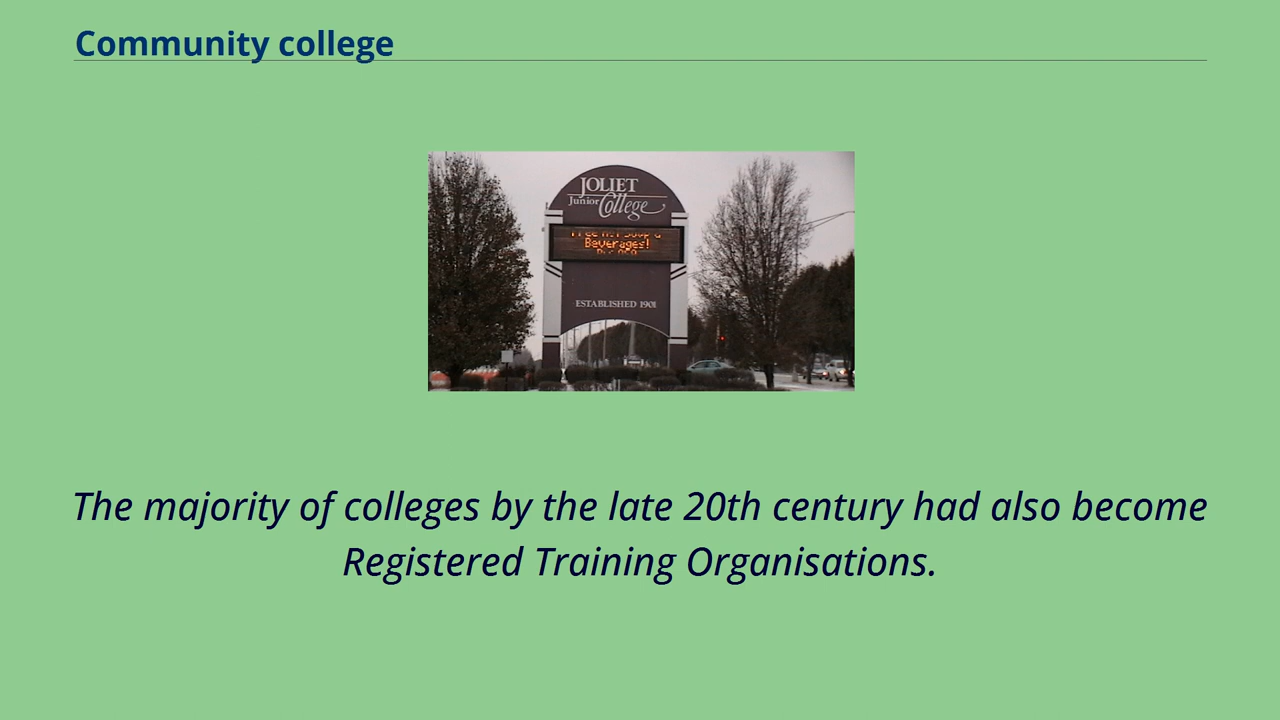 Community college
JOLIET
Junior College
Beverages!
ESTABLISHED 1901
The majority of colleges by the late 20th century had also become
Registered Training Organisations.